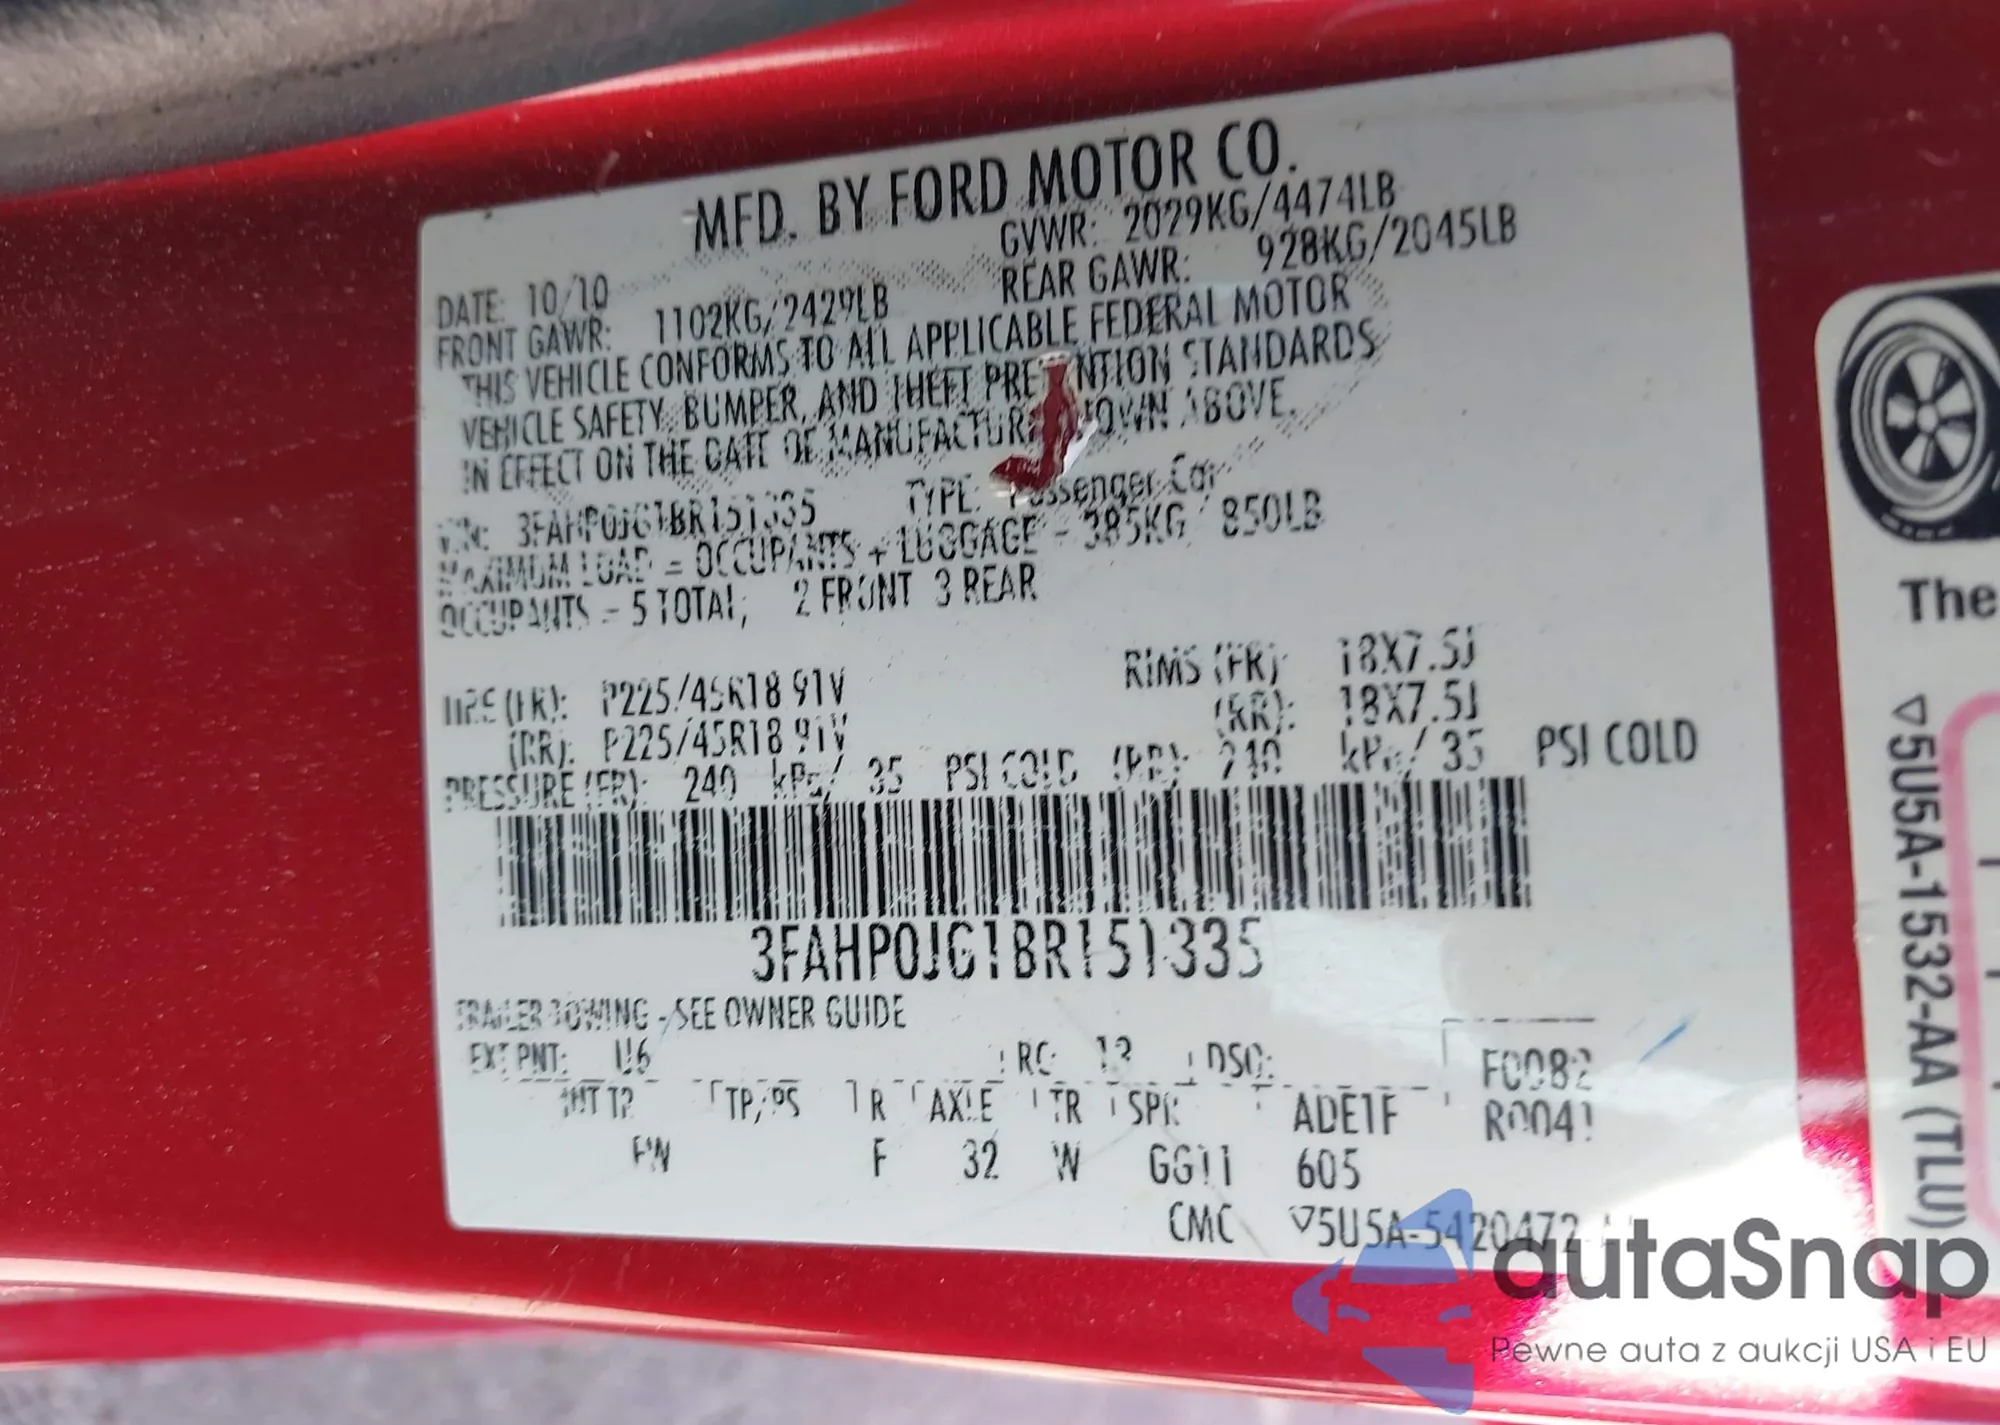 MFD. BY FORD MOTOR CO.
DATE: 10/10 GVWR: 2029KG/4474LB
FRONT GAWR: 1102KG/2429LB REAR GAWR: 928KG/2045LB
THIS VEHICLE CONFORMS TO ALL APPLICABLE FEDERAL MOTOR
VEHICLE SAFETY, BUMPER, AND THEFT PREVENTION STANDARDS
IN EFFECT ON THE DATE OF MANUFACTURE SHOWN ABOVE.
VIN: 3FAHP0JG1BR151335 TYPE: Passenger Car
MAXIMUM LOAD = OCCUPANTS + LUGGAGE = 385KG / 850LB
OCCUPANTS = 5 TOTAL; 2 FRONT 3 REAR
TIRE (FR): P225/45R18 91V RIMS (FR): 18X7.5J
(RR): P225/45R18 91V (RR): 18X7.5J
PRESSURE (FR): 240 kPa/ 35 PSI COLD (RR): 240 kPa/ 35 PSI COLD
3FAHP0JG1BR151335
TRAILER TOWING - SEE OWNER GUIDE
EXT PNT: U6 RC: 13 DSO: F0082
INT TR TP/PS R AXLE TR SPR ADE1F R0041
F 32 W GG11 605
CMC ▽5U5A-5420472
The
▽5U5A-1532-AA (TLU)
autaSnap
Pewne auta z aukcji USA i EU